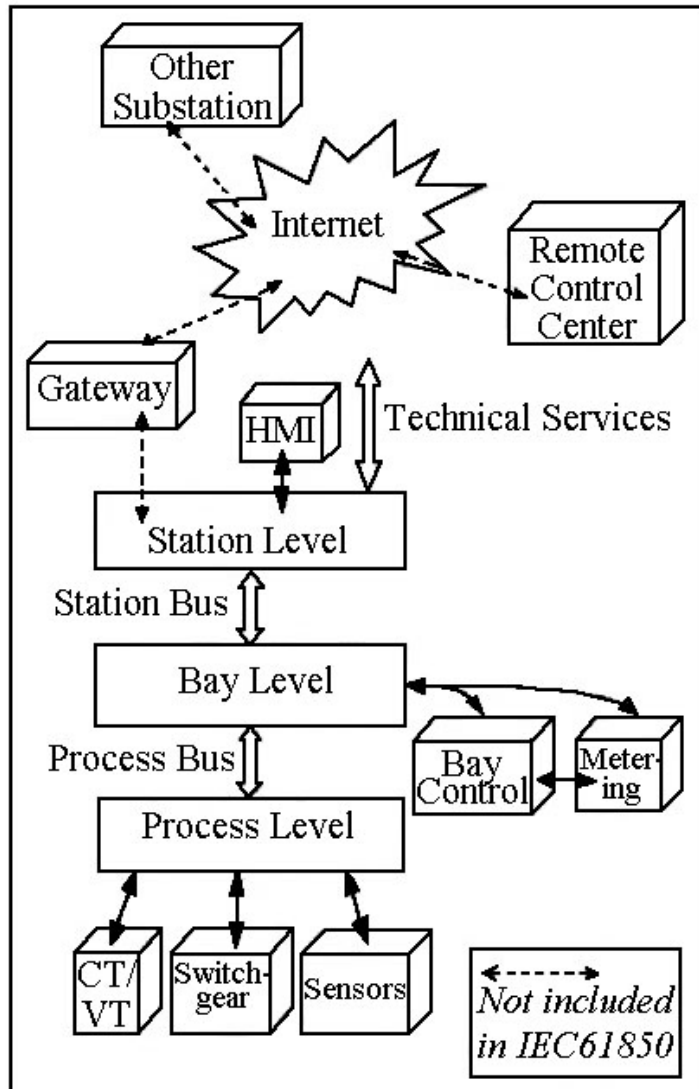 Other
Substation
Internet
Remote
Control
Center
Gateway
HMI
Technical Services
Station Level
Station Bus
Bay Level
Process Bus
Bay
Control
Meter-
ing
Process Level
CT/
VT
Switch-
gear
Sensors
Not included
in IEC61850